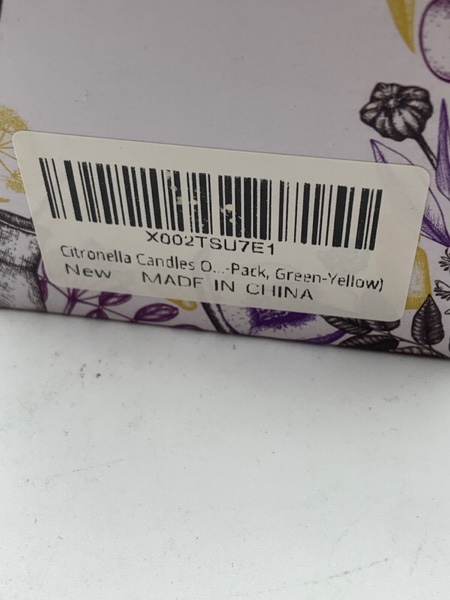 X002TSU7E1
Citronella Candles O...-Pack, Green-Yellow)
New MADE IN CHINA